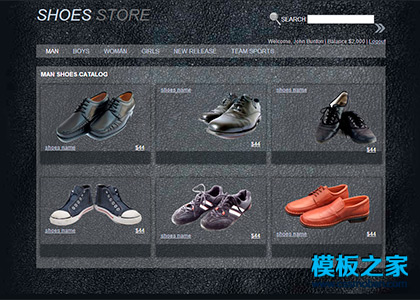 SHOES STORE
SEARCH
Welcome, John Bunton | Balance $2,000 | Logout
MAN BOYS WOMAN GIRLS NEW RELEASE TEAM SPORTS
MAN SHOES CATALOG
shoes name $44
shoes name $44
shoes name $44
shoes name $44
shoes name $44
shoes name $44
模板之家